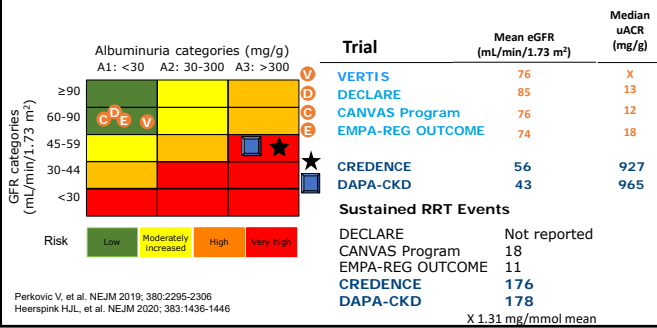 Albuminuria categories (mg/g)
A1: <30 A2: 30-300 A3: >300
GFR categories
(mL/min/1.73 m²)
≥90
60-90
45-59
30-44
<30
C D E V
V
D
C
E
Risk
Low
Moderately
increased
High
Very high
Trial
Mean eGFR
(mL/min/1.73 m²)
Median
uACR
(mg/g)
VERTIS 76 X
DECLARE 85 13
CANVAS Program 76 12
EMPA-REG OUTCOME 74 18
CREDENCE 56 927
DAPA-CKD 43 965
Sustained RRT Events
DECLARE Not reported
CANVAS Program 18
EMPA-REG OUTCOME 11
CREDENCE 176
DAPA-CKD 178
X 1.31 mg/mmol mean
Perkovic V, et al. NEJM 2019; 380:2295-2306
Heerspink HJL, et al. NEJM 2020; 383:1436-1446